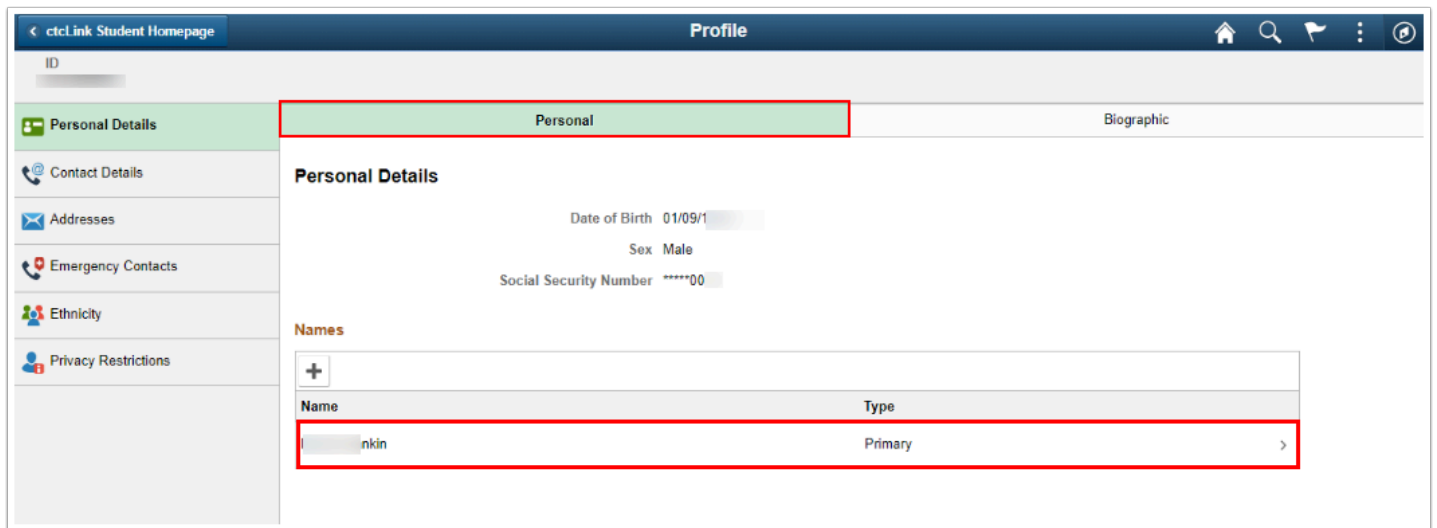 ctcLink Student Homepage
Profile
ID
Personal Details
Contact Details
Addresses
Emergency Contacts
Ethnicity
Privacy Restrictions
Personal
Biographic
Personal Details
Date of Birth 01/09/1
Sex Male
Social Security Number *****00
Names
+
Name Type
nkin Primary